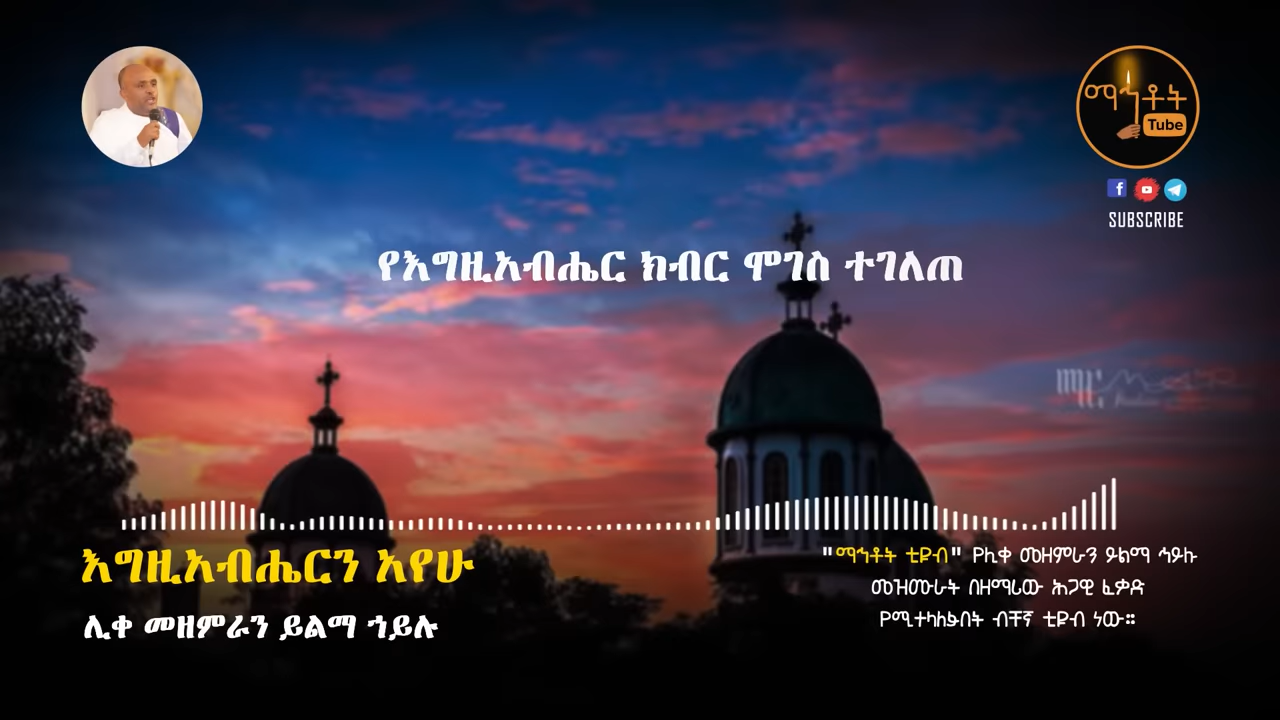 ማኅቶት
Tube
SUBSCRIBE
የእግዚአብሔር ክብር ሞገስ ተገለጠ
እግዚአብሔርን አየሁ
ሊቀ መዘምራን ይልማ ኀይሉ
"ማኅቶት ቲዩብ" የሊቀ መዘምራን ይልማ ኅይሉ
መዝሙራት በዘማሪው ሕጋዊ ፈቃድ
የሚተላለፉበት ብቸኛ ቲዩብ ነው።